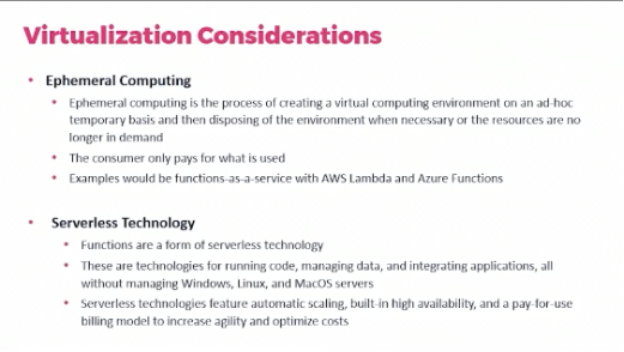 Virtualization Considerations
• Ephemeral Computing
• Ephemeral computing is the process of creating a virtual computing environment on an ad-hoc
temporary basis and then disposing of the environment when necessary or the resources are no
longer in demand
• The consumer only pays for what is used
• Examples would be functions-as-a-service with AWS Lambda and Azure Functions
• Serverless Technology
• Functions are a form of serverless technology
• These are technologies for running code, managing data, and integrating applications, all
without managing Windows, Linux, and MacOS servers
• Serverless technologies feature automatic scaling, built-in high availability, and a pay-for-use
billing model to increase agility and optimize costs